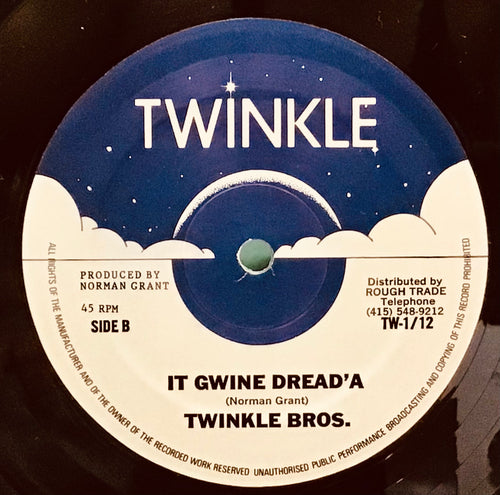 TWINKLE
PRODUCED BY
NORMAN GRANT
45 RPM
SIDE B
Distributed by
ROUGH TRADE
Telephone
(415) 548-9212
TW-1/12
IT GWINE DREAD'A
(Norman Grant)
TWINKLE BROS.
ALL RIGHTS OF THE MANUFACTURER AND OF THE OWNER OF THE RECORDED WORK RESERVED UNAUTHORISED PUBLIC PERFORMANCE BROADCASTING AND COPYING OF THIS RECORD PROHIBITED